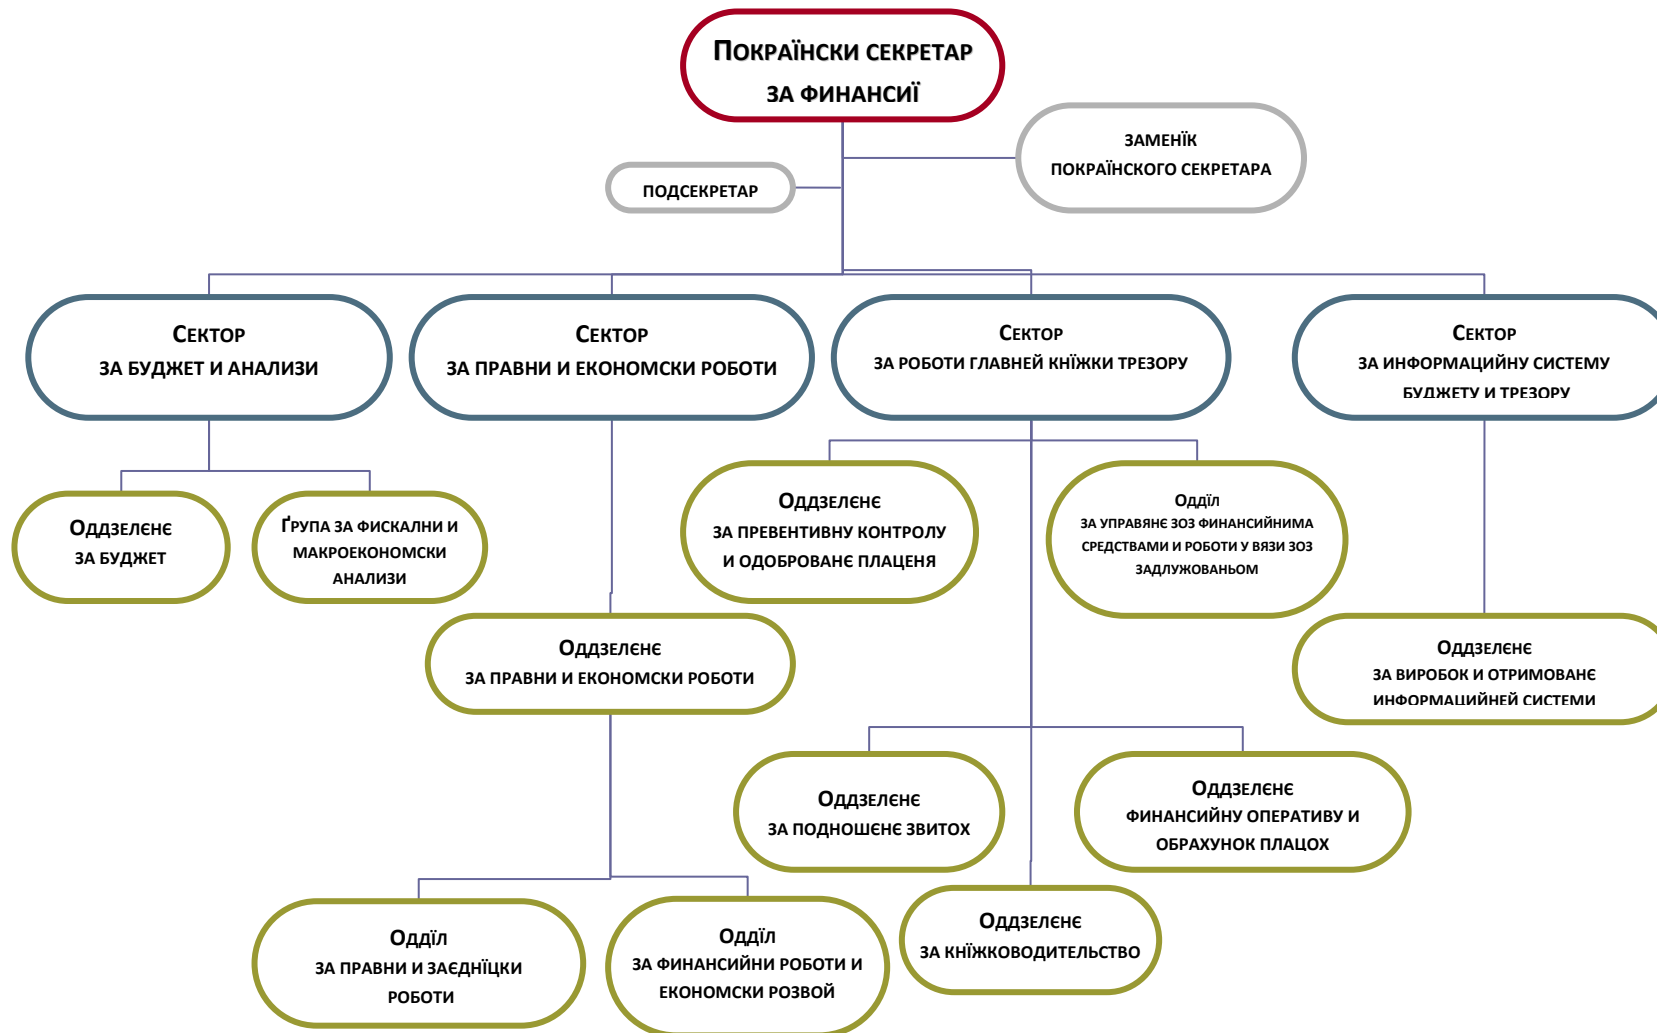 ПОКРАЇНСКИ СЕКРЕТАР
ЗА ФИНАНСИЇ
ЗАМЕНЇК
ПОКРАЇНСКОГО СЕКРЕТАРА
ПОДСЕКРЕТАР
СЕКТОР
ЗА БУДЖЕТ И АНАЛИЗИ
СЕКТОР
ЗА ПРАВНИ И ЕКОНОМСКИ РОБОТИ
СЕКТОР
ЗА РОБОТИ ГЛАВНЕЙ КНЇЖКИ ТРЕЗОРУ
СЕКТОР
ЗА ИНФОРМАЦИЙНУ СИСТЕМУ
БУДЖЕТУ И ТРЕЗОРУ
ОДДЗЕЛЄНЄ
ЗА БУДЖЕТ
ҐРУПА ЗА ФИСКАЛНИ И
МАКРОЕКОНОМСКИ
АНАЛИЗИ
ОДДЗЕЛЄНЄ
ЗА ПРЕВЕНТИВНУ КОНТРОЛУ
И ОДОБРОВАНЄ ПЛАЦЕНЯ
ОДДЇЛ
ЗА УПРАВЯНЄ ЗОЗ ФИНАНСИЙНИМА
СРЕДСТВАМИ И РОБОТИ У ВЯЗИ ЗОЗ
ЗАДЛУЖОВАНЬОМ
ОДДЗЕЛЄНЄ
ЗА ПРАВНИ И ЕКОНОМСКИ РОБОТИ
ОДДЗЕЛЄНЄ
ЗА ВИРОБОК И ОТРИМОВАНЄ
ИНФОРМАЦИЙНЕЙ СИСТЕМИ
ОДДЗЕЛЄНЄ
ЗА ПОДНОШЕНЄ ЗВИТОХ
ОДДЗЕЛЄНЄ
ФИНАНСИЙНУ ОПЕРАТИВУ И
ОБРАХУНОК ПЛАЦОХ
ОДДЗЕЛЄНЄ
ЗА КНЇЖКОВОДИТЕЛЬСТВО
ОДДЇЛ
ЗА ПРАВНИ И ЗАЄДНЇЦКИ
РОБОТИ
ОДДЇЛ
ЗА ФИНАНСИЙНИ РОБОТИ И
ЕКОНОМСКИ РОЗВОЙ